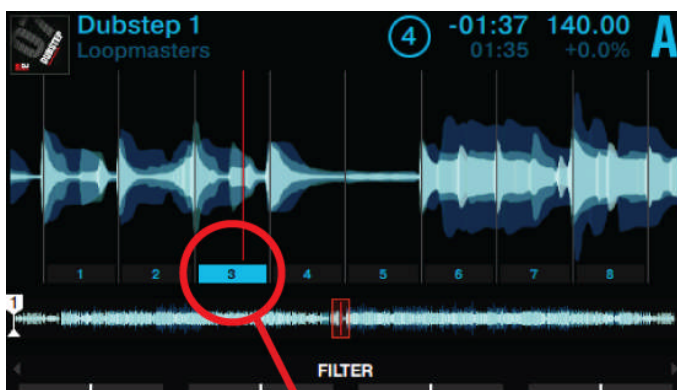 Dubstep 1 4 -01:37 140.00 A
Loopmasters 01:35 +0.0%
DUBSTEP
1 2 3 4 5 6 7 8
1
FILTER